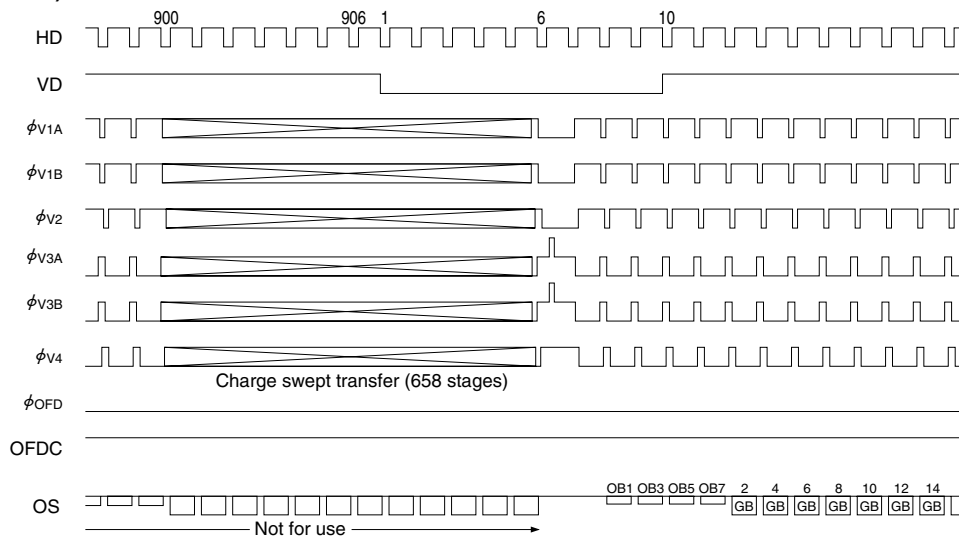 900 906 1 6 10
HD
VD
ϕV1A
ϕV1B
ϕV2
ϕV3A
ϕV3B
ϕV4
Charge swept transfer (658 stages)
ϕOFD
OFDC
OB1 OB3 OB5 OB7 2 4 6 8 10 12 14
OS GB GB GB GB GB GB GB
Not for use